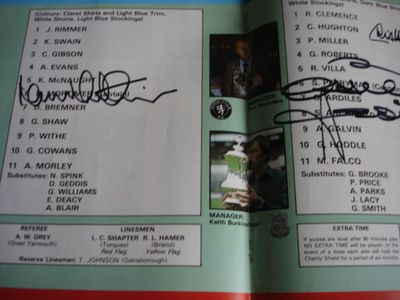 (Colours: Claret Shirts and Light Blue Trim,
White Shorts, Light Blue Stockings)
1 J. RIMMER
2 K. SWAIN
3 C. GIBSON
4 A. EVANS
5 K. McNAUGHT
7 D. BREMNER
8 G. SHAW
9 P. WITHE
10 G. COWANS
11 A. MORLEY
Substitutes: N. SPINK
D. GEDDIS
G. WILLIAMS
E. DEACY
A. BLAIR
MANAGER:
MANAGER:
Keith Burkinshaw
White Stockings)
1 R. CLEMENCE
2 C. HUGHTON
3 P. MILLER
4 G. ROBERTS
5 R. VILLA
6 S. PERRYMAN
7 O. ARDILES
8
9 A. GALVIN
10 G. HODDLE
11 M. FALCO
Substitutes: G. BROOKE
P. PRICE
A. PARKS
J. LACY
G. SMITH
REFEREE
A. W. GREY
(Great Yarmouth)
LINESMEN
L. C. SHAPTER R. L. HAMER
(Torquay) (Bristol)
Red Flag Yellow Flag
Reserve Linesman: T. JOHNSON (Gainsborough)
EXTRA TIME
If scores are level after 90 minutes play
NO EXTRA TIME will be played. In the
event of a draw each side will hold the
Charity Shield for a period of six months.